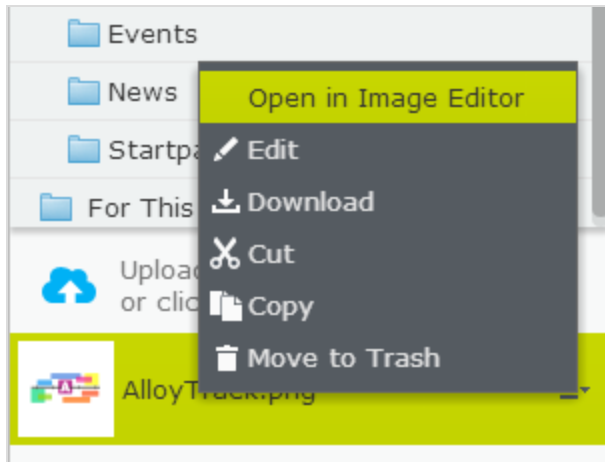 Events
News
Open in Image Editor
Startpa
Edit
For This
Download
Uploa
or clic
Cut
Copy
Move to Trash
AlloyTrack.png